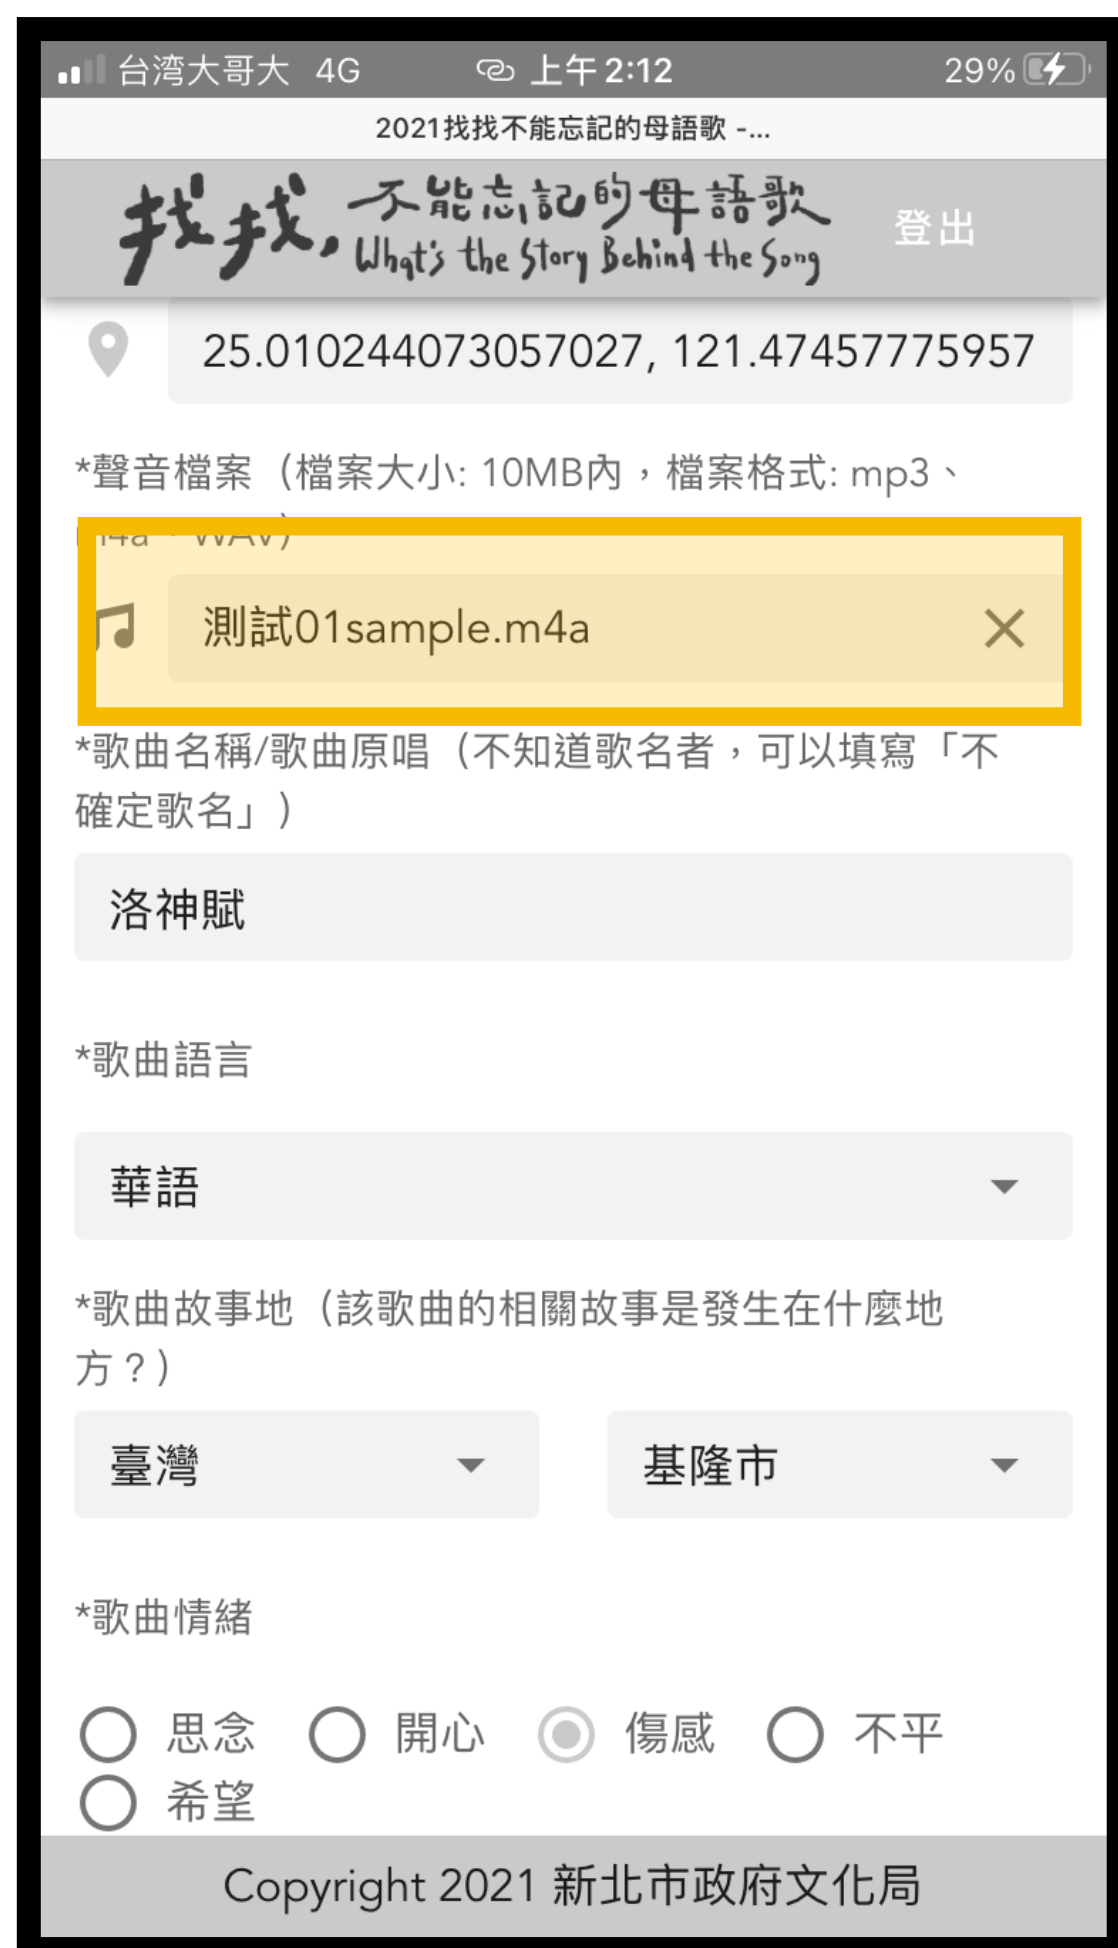 台湾大哥大 4G 上午2:12 29%
2021找找不能忘記的母語歌 -...
找找,不能忘記的母語歌
What's the Story Behind the Song
登出
25.010244073057027, 121.47457775957
*聲音檔案（檔案大小: 10MB內，檔案格式: mp3、
m4a、WAV）
測試01sample.m4a
*歌曲名稱/歌曲原唱（不知道歌名者，可以填寫「不
確定歌名」）
洛神賦
*歌曲語言
華語
*歌曲故事地（該歌曲的相關故事是發生在什麼地
方？）
臺灣 基隆市
*歌曲情緒
思念 開心 傷感 不平
希望
Copyright 2021 新北市政府文化局